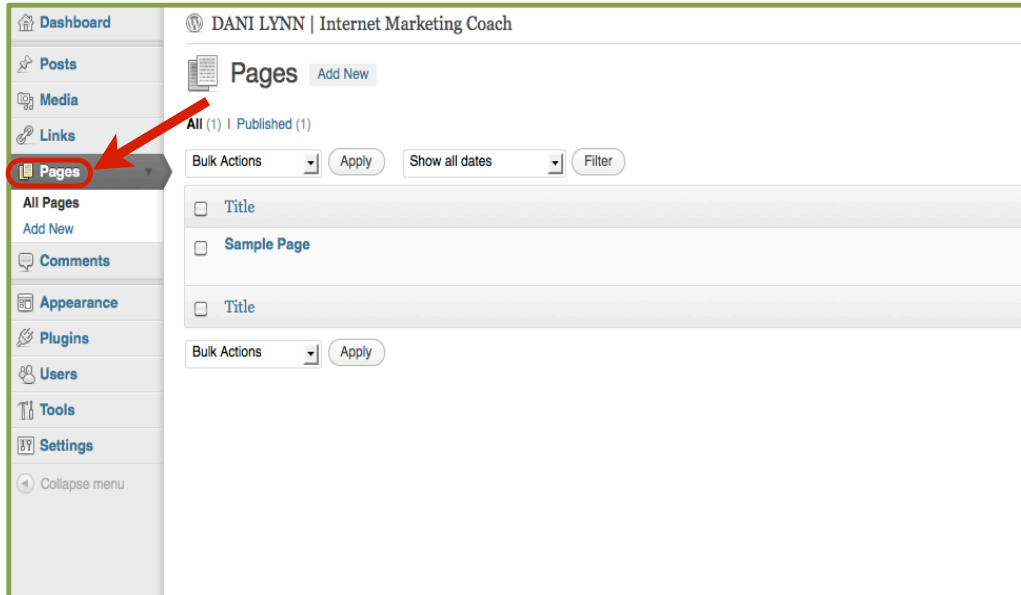 Dashboard
Posts
Media
Links
Pages
All Pages
Add New
Comments
Appearance
Plugins
Users
Tools
Settings
Collapse menu
DANI LYNN | Internet Marketing Coach
Pages Add New
All (1) | Published (1)
Bulk Actions Apply Show all dates Filter
Title
Sample Page
Title
Bulk Actions Apply